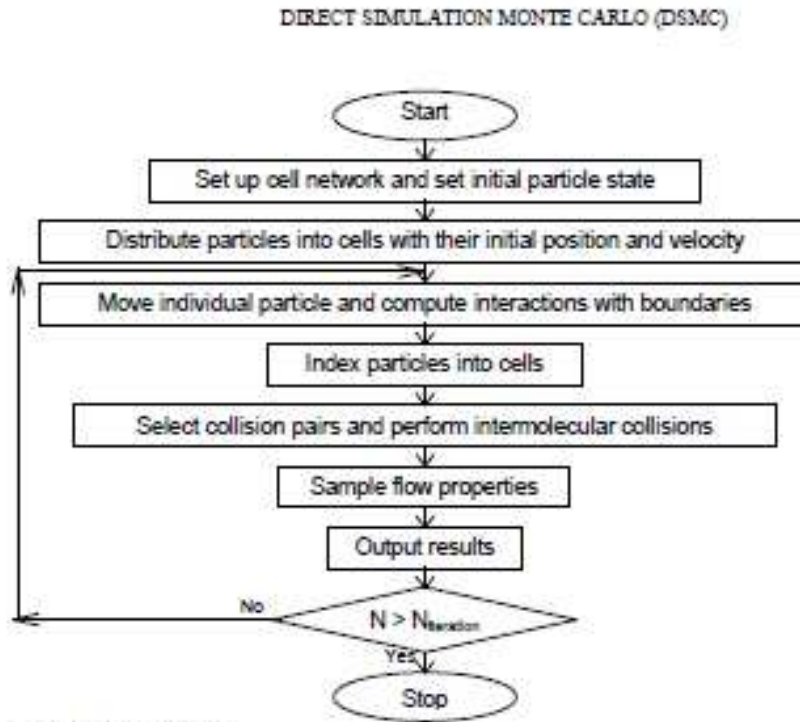 DIRECT SIMULATION MONTE CARLO (DSMC)
Start
Set up cell network and set initial particle state
Distribute particles into cells with their initial position and velocity
Move individual particle and compute interactions with boundaries
Index particles into cells
Select collision pairs and perform intermolecular collisions
Sample flow properties
Output results
No
N > Niteration
Yes
Stop